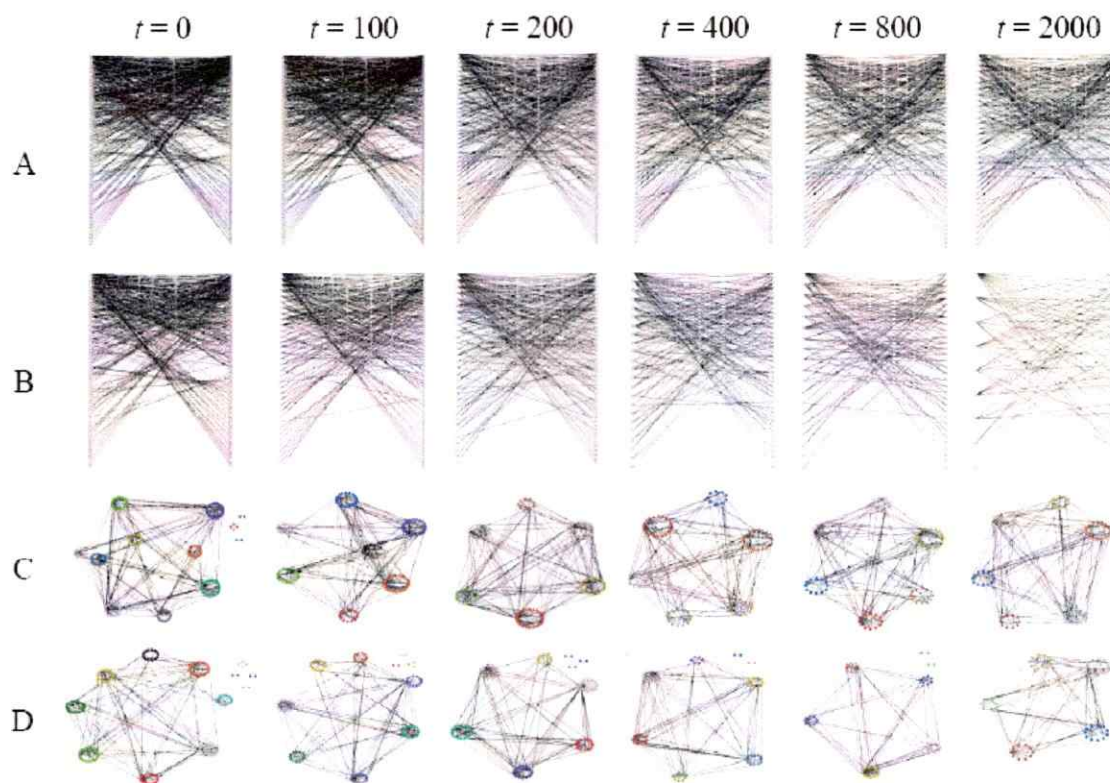 t = 0 t = 100 t = 200 t = 400 t = 800 t = 2000
A
B
C
D